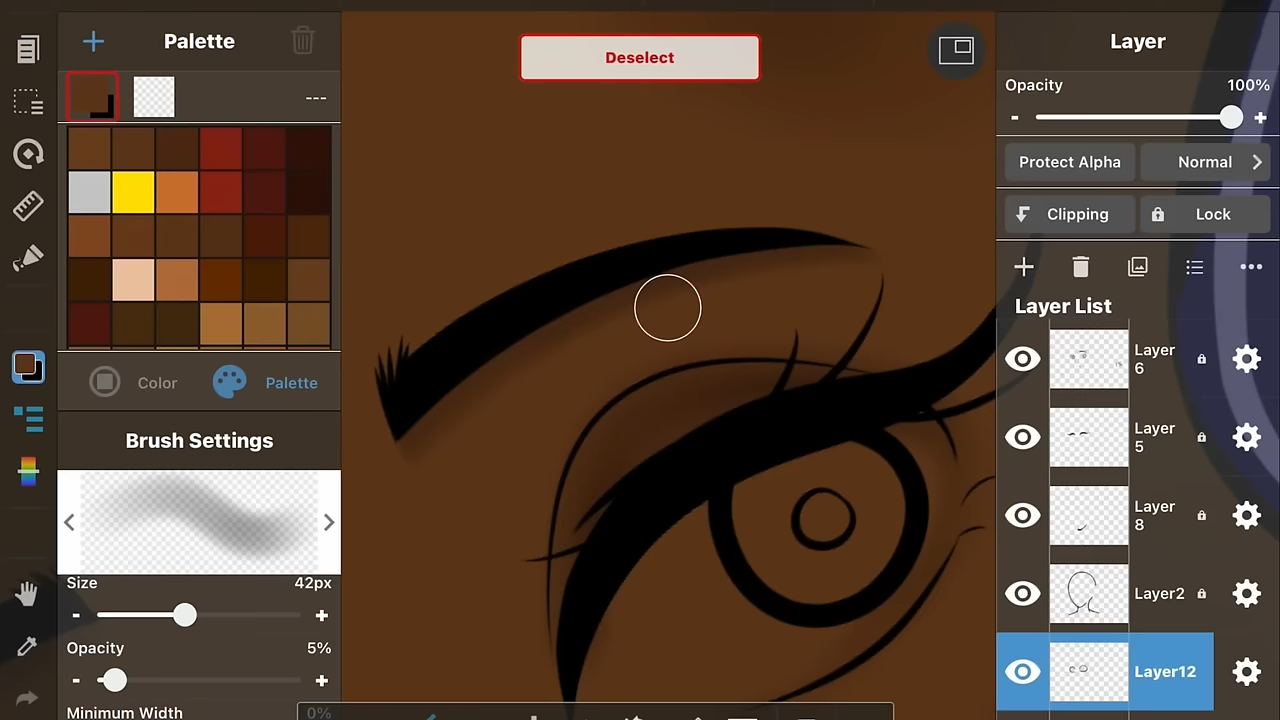 Palette
---
Color
Palette
Brush Settings
Size 42px
- +
Opacity 5%
- +
Minimum Width 0%
Deselect
Layer
Opacity 100%
- +
Protect Alpha Normal
Clipping Lock
Layer List
Layer 6
Layer 5
Layer 8
Layer2
Layer12